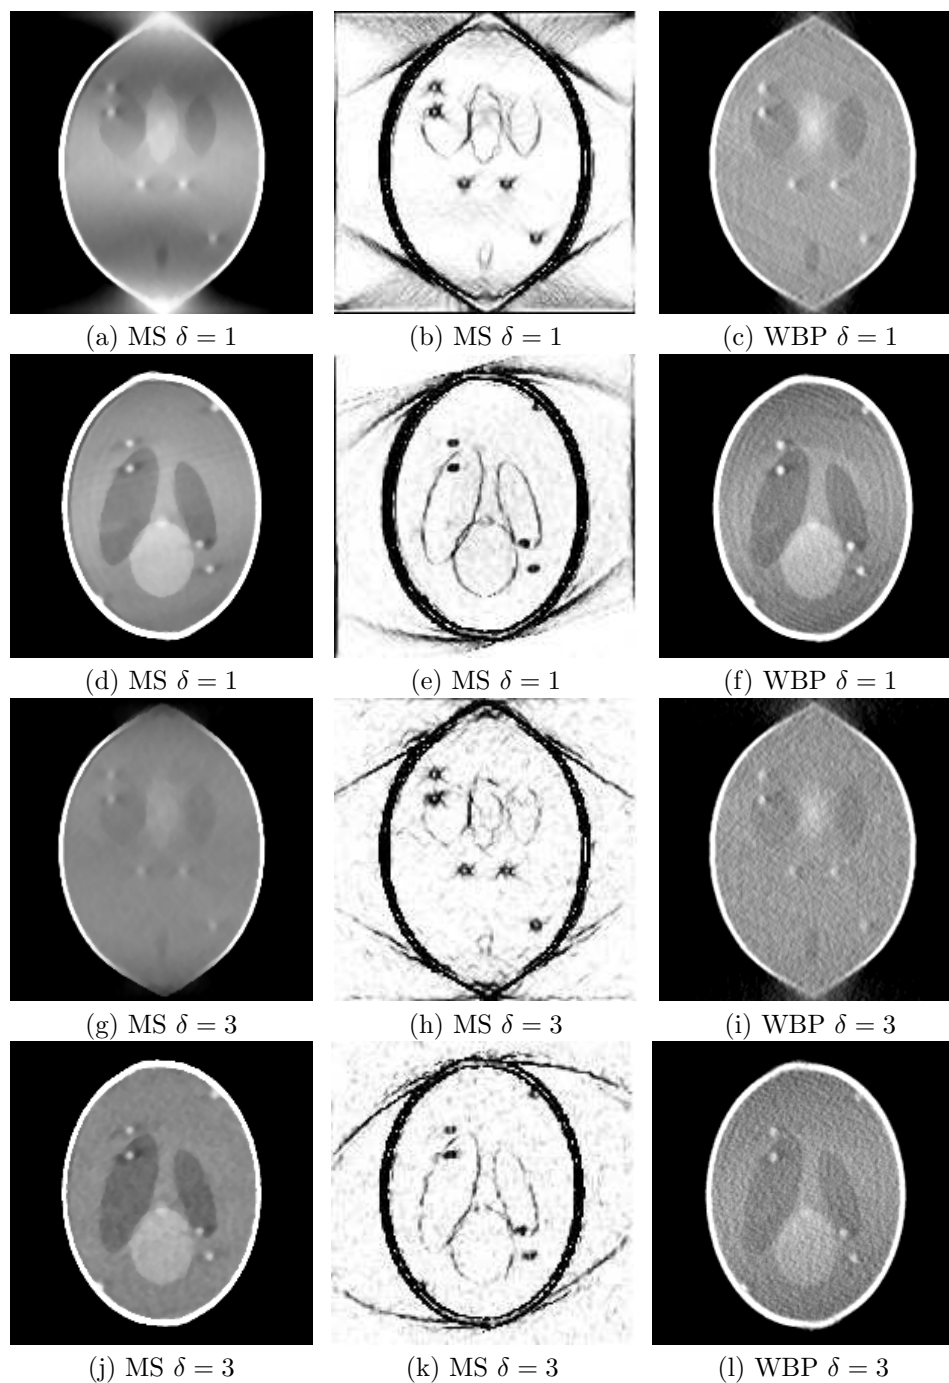 (a) MS δ = 1
(b) MS δ = 1
(c) WBP δ = 1
(d) MS δ = 1
(e) MS δ = 1
(f) WBP δ = 1
(g) MS δ = 3
(h) MS δ = 3
(i) WBP δ = 3
(j) MS δ = 3
(k) MS δ = 3
(l) WBP δ = 3